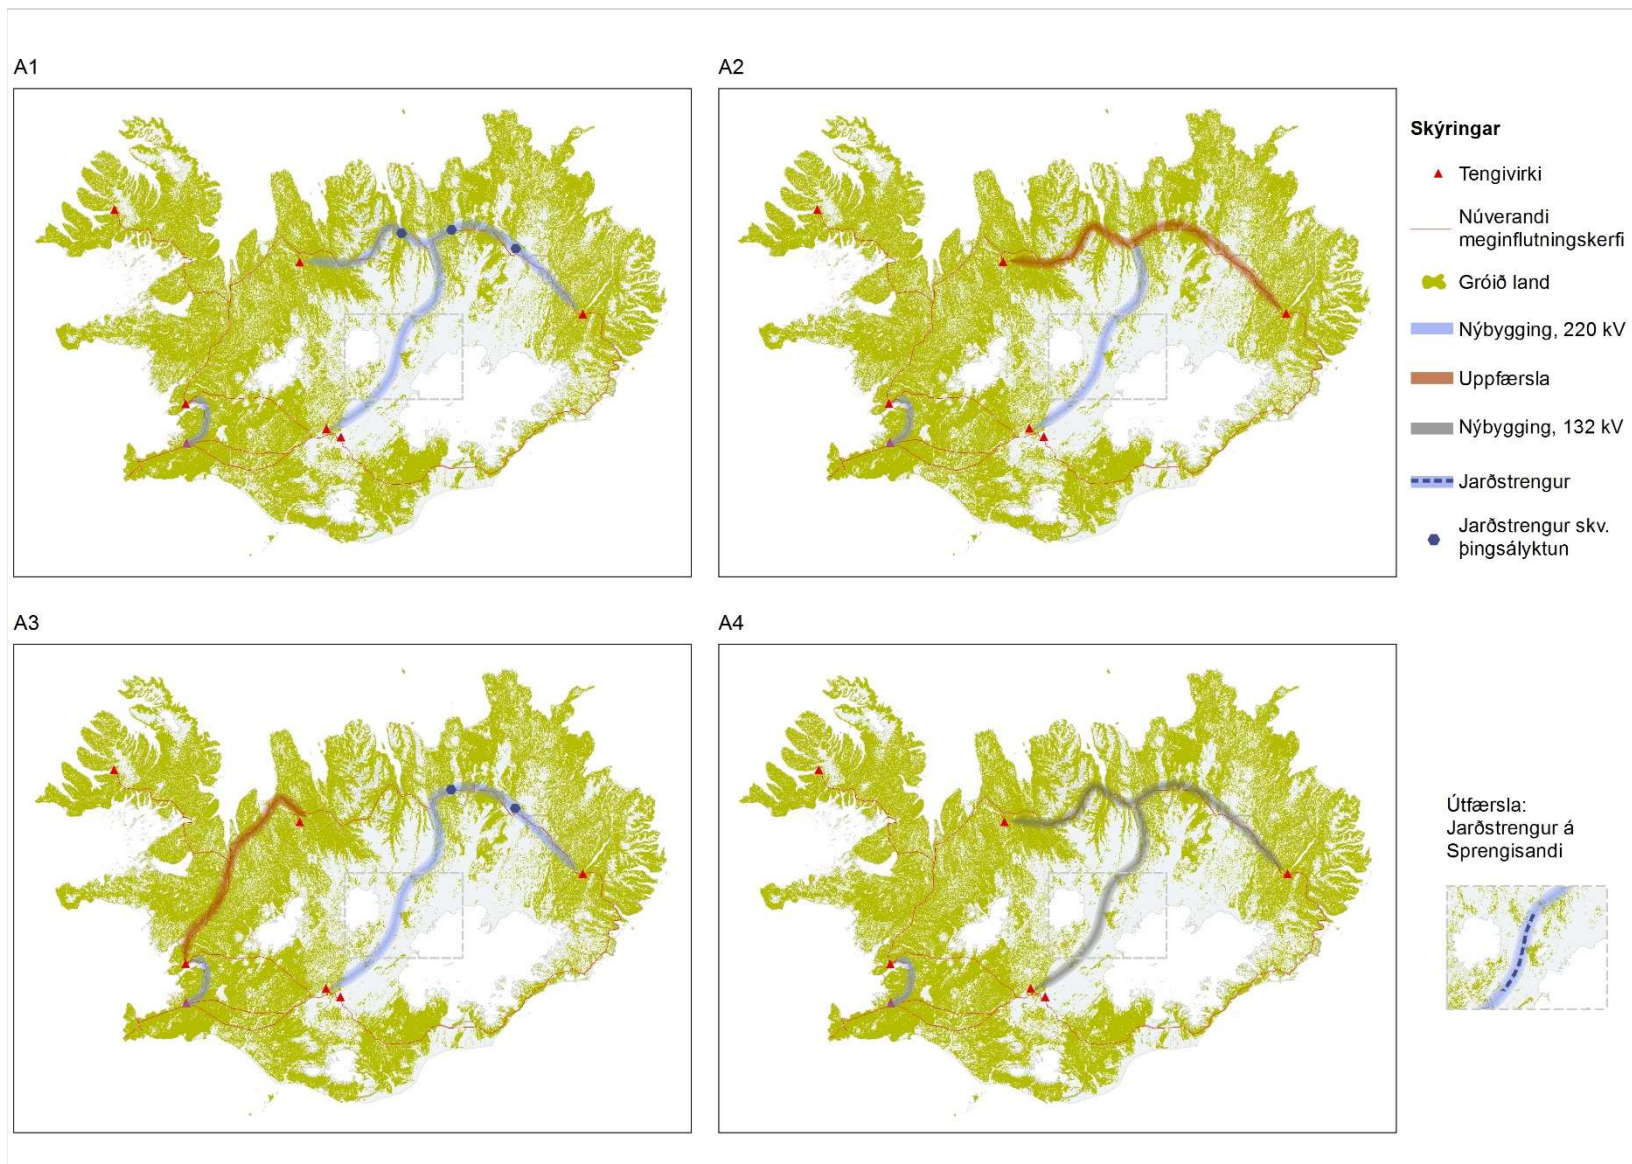 A1
A2
Skýringar
Tengivirki
Núverandi
meginflutningskerfi
Gróið land
Nýbygging, 220 kV
Uppfærsla
Nýbygging, 132 kV
Jarðstrengur
Jarðstrengur skv.
þingsályktun
A3
A4
Útfærsla:
Jarðstrengur á
Sprengisandi